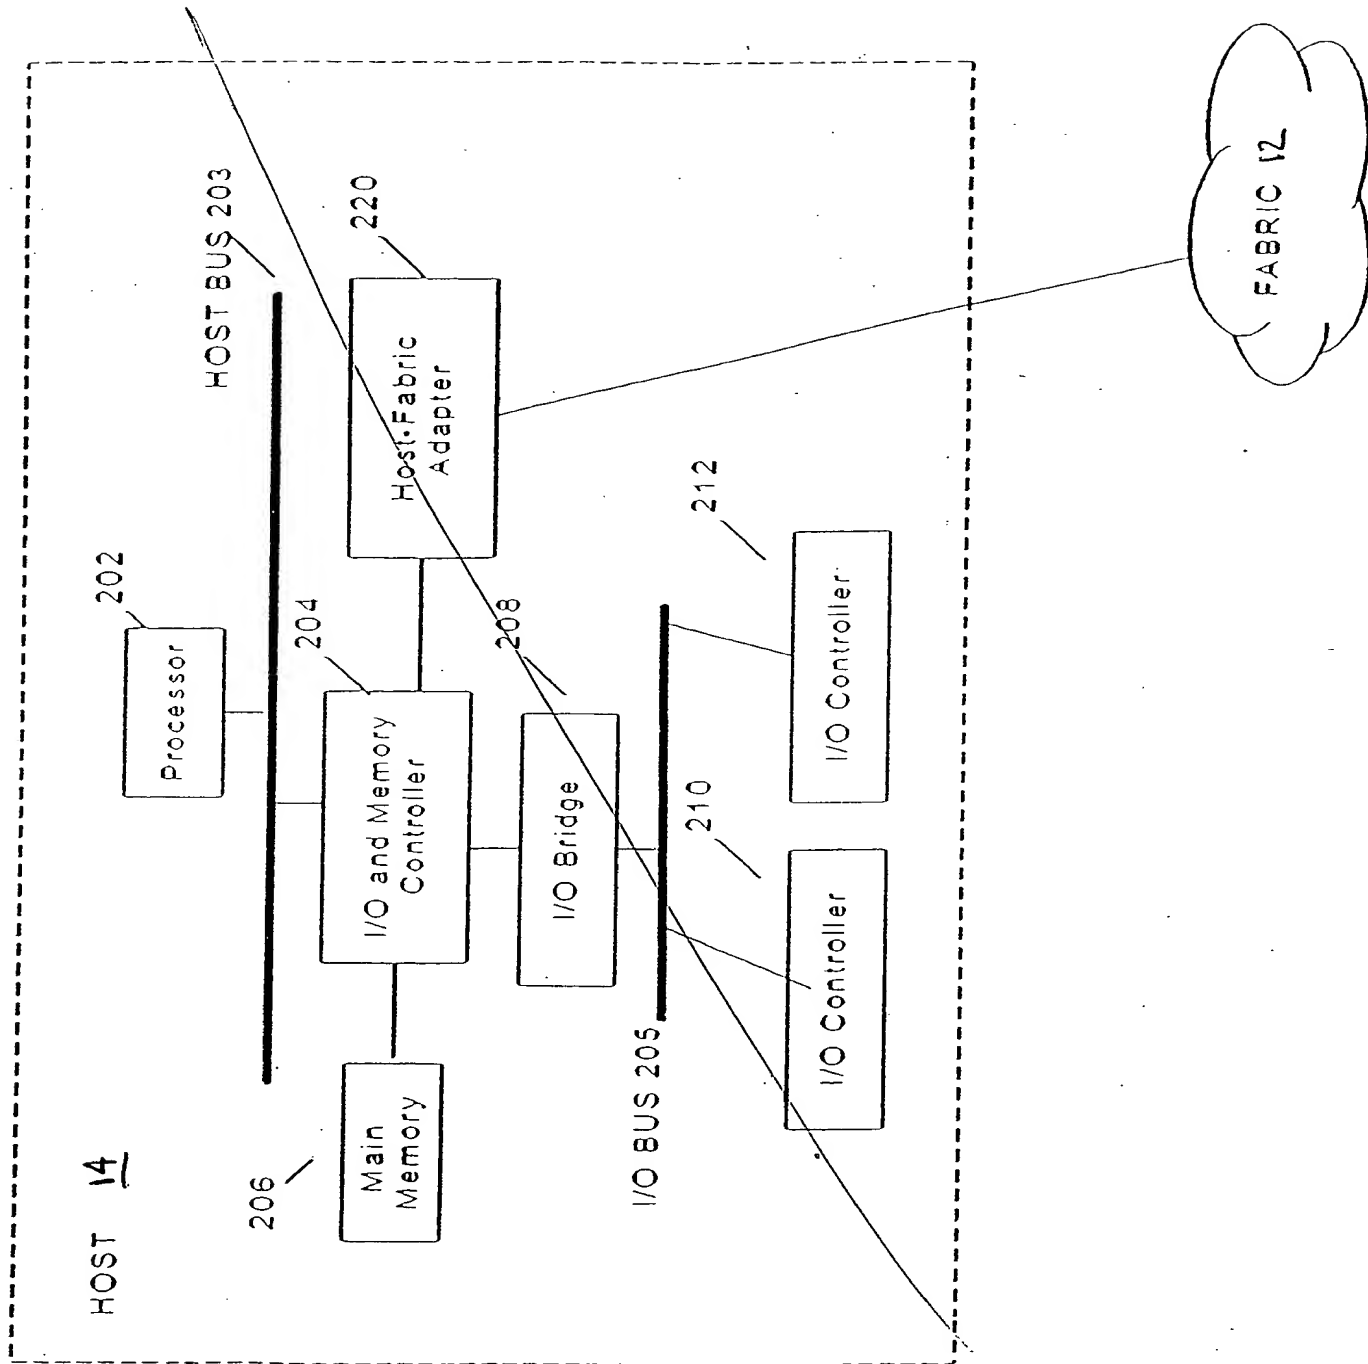 HOST 14
Processor
202
HOST BUS 203
206
Main
Memory
204
I/O and Memory
Controller
220
Host-Fabric
Adapter
208
I/O Bridge
I/O BUS 205
210
I/O Controller
212
I/O Controller
FABRIC 12